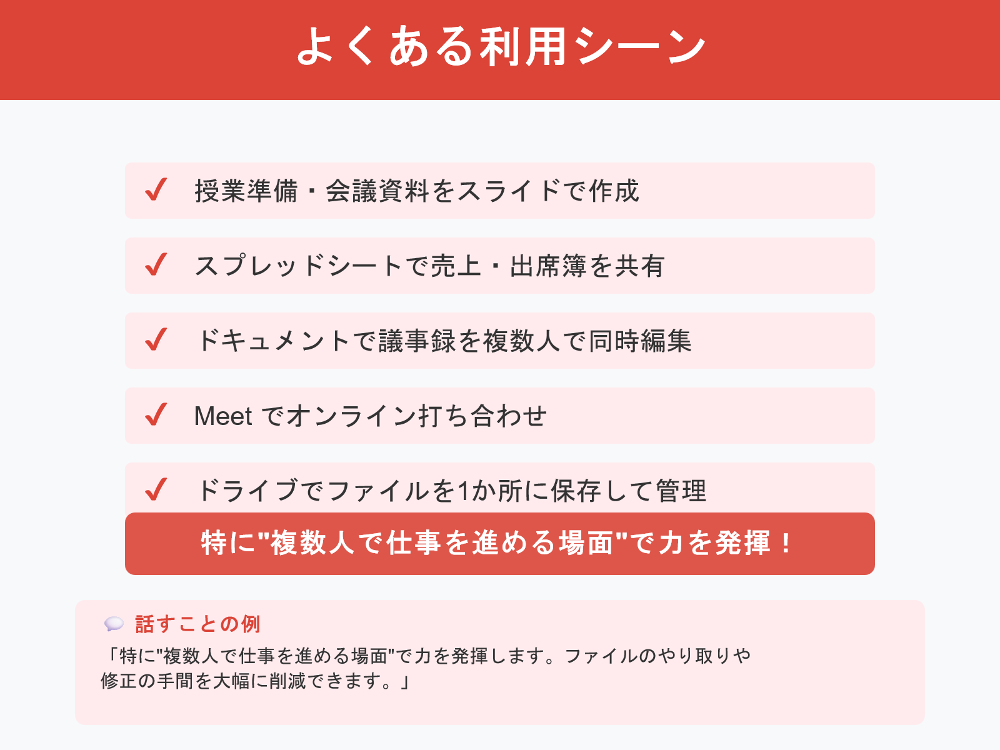 よくある利用シーン
✓ 授業準備・会議資料をスライドで作成
✓ スプレッドシートで売上・出席簿を共有
✓ ドキュメントで議事録を複数人で同時編集
✓ Meet でオンライン打ち合わせ
✓ ドライブでファイルを1か所に保存して管理
特に"複数人で仕事を進める場面"で力を発揮！
💬 話すことの例
「特に"複数人で仕事を進める場面"で力を発揮します。ファイルのやり取りや
修正の手間を大幅に削減できます。」